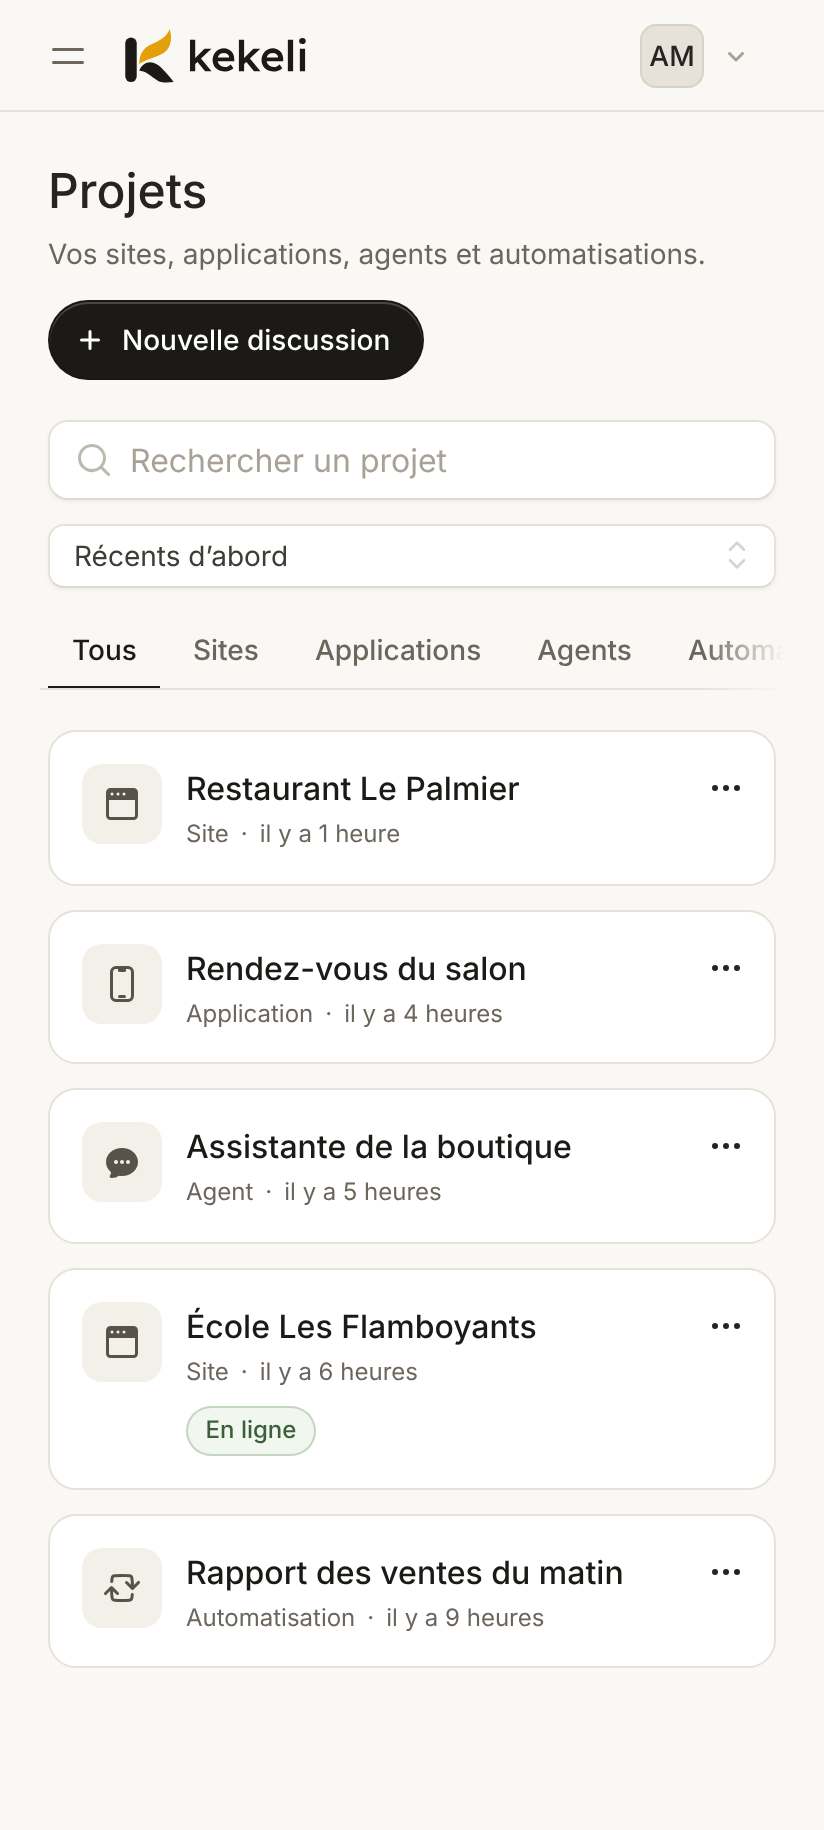 kekeli
AM
Projets
Vos sites, applications, agents et automatisations.
+ Nouvelle discussion
Rechercher un projet
Récents d’abord
Tous Sites Applications Agents Automa
Restaurant Le Palmier
Site · il y a 1 heure
Rendez-vous du salon
Application · il y a 4 heures
Assistante de la boutique
Agent · il y a 5 heures
École Les Flamboyants
Site · il y a 6 heures
En ligne
Rapport des ventes du matin
Automatisation · il y a 9 heures